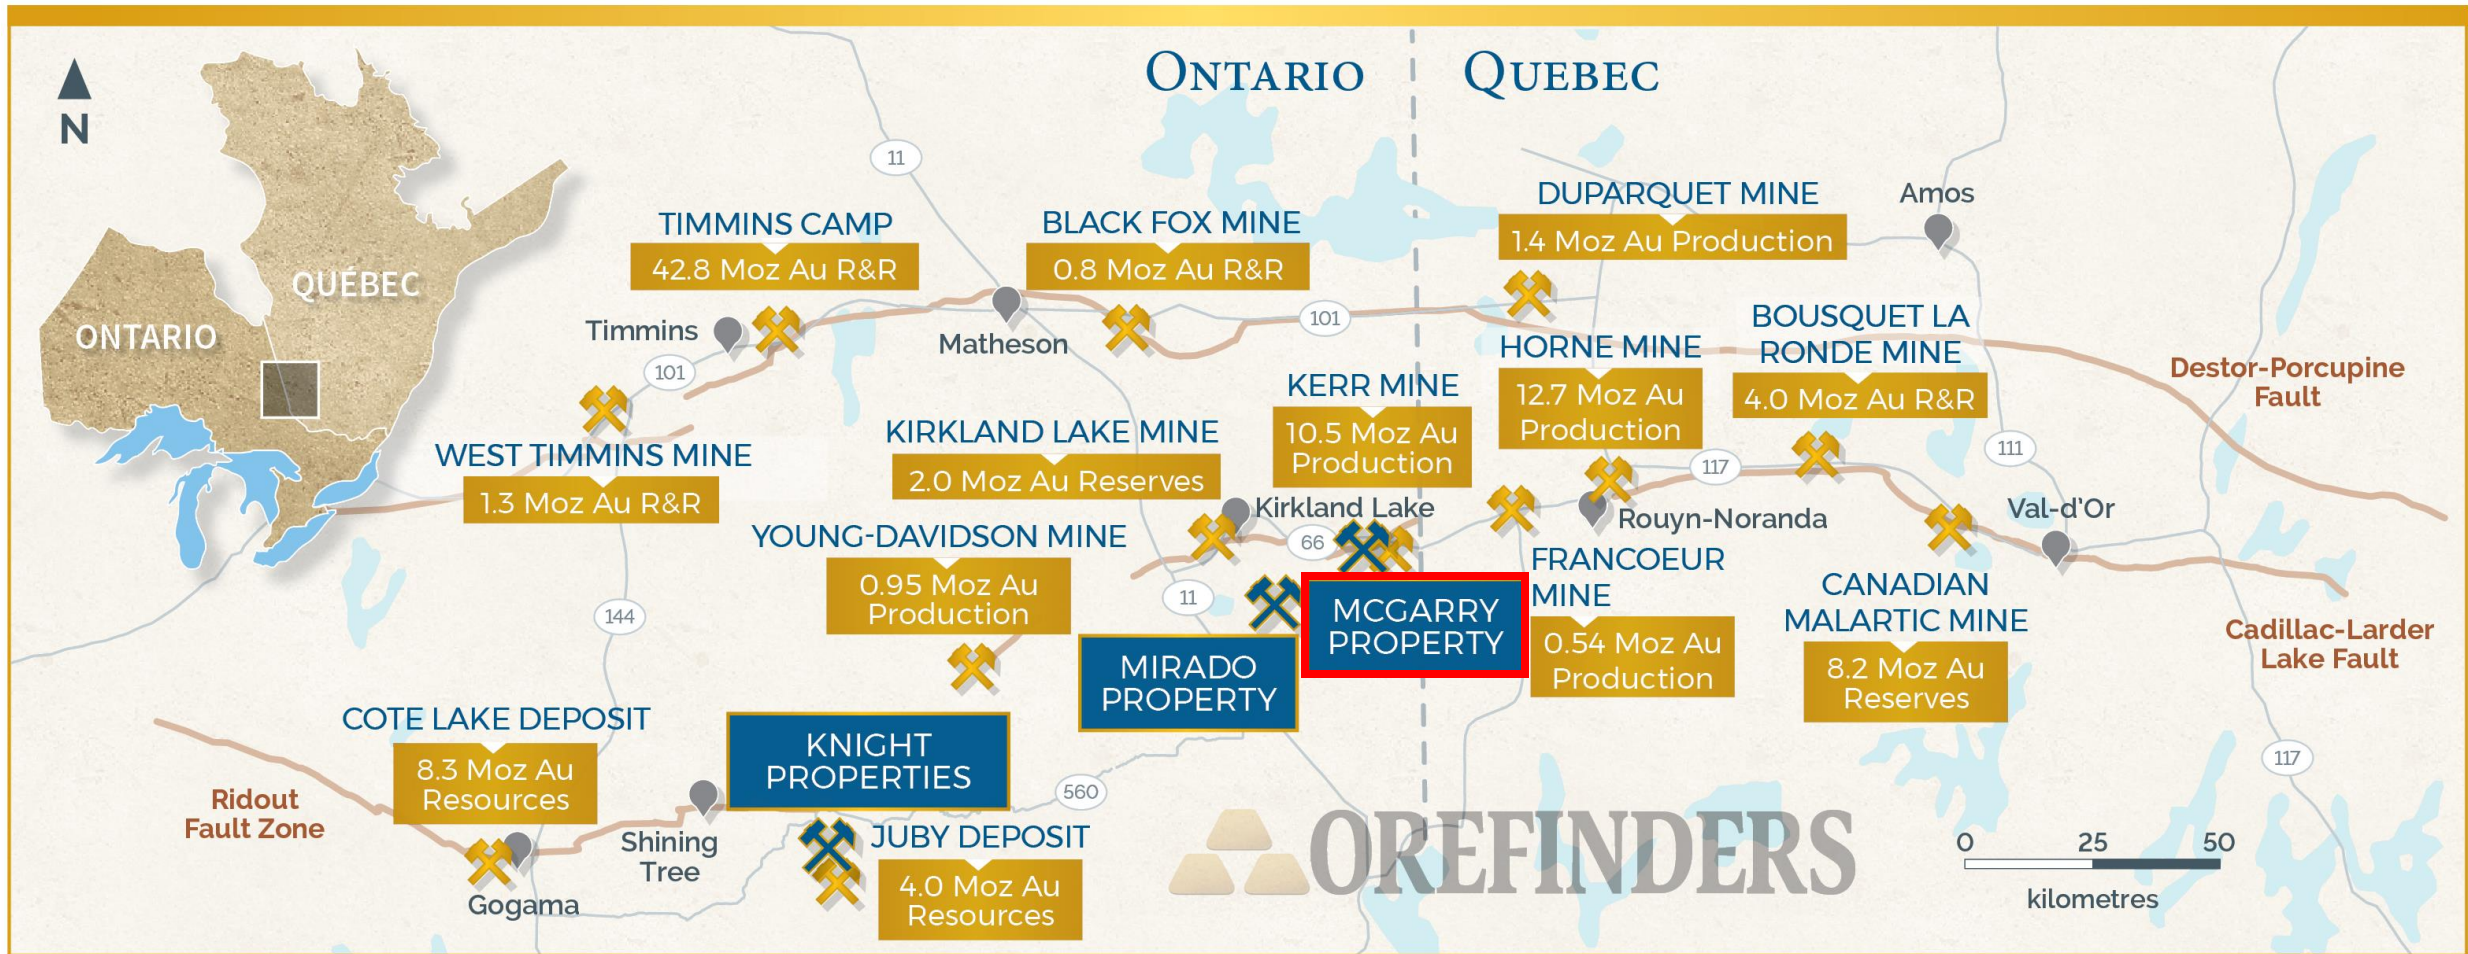 ONTARIO
QUEBEC
N
QUÉBEC
ONTARIO
11
TIMMINS CAMP
42.8 Moz Au R&R
BLACK FOX MINE
0.8 Moz Au R&R
DUPARQUET MINE
1.4 Moz Au Production
Amos
Timmins
101
Matheson
101
HORNE MINE
12.7 Moz Au
Production
BOUSQUET LA
RONDE MINE
4.0 Moz Au R&R
Destor-Porcupine
Fault
KERR MINE
10.5 Moz Au
Production
WEST TIMMINS MINE
1.3 Moz Au R&R
KIRKLAND LAKE MINE
2.0 Moz Au Reserves
117
111
Kirkland Lake
66
Rouyn-Noranda
Val-d'Or
YOUNG-DAVIDSON MINE
0.95 Moz Au
Production
11
144
MCGARRY
PROPERTY
FRANCOEUR
MINE
0.54 Moz Au
Production
CANADIAN
MALARTIC MINE
8.2 Moz Au
Reserves
Cadillac-Larder
Lake Fault
MIRADO
PROPERTY
COTE LAKE DEPOSIT
8.3 Moz Au
Resources
KNIGHT
PROPERTIES
560
117
Ridout
Fault Zone
Shining
Tree
JUBY DEPOSIT
4.0 Moz Au
Resources
Gogama
OREFINDERS
0 25 50
kilometres